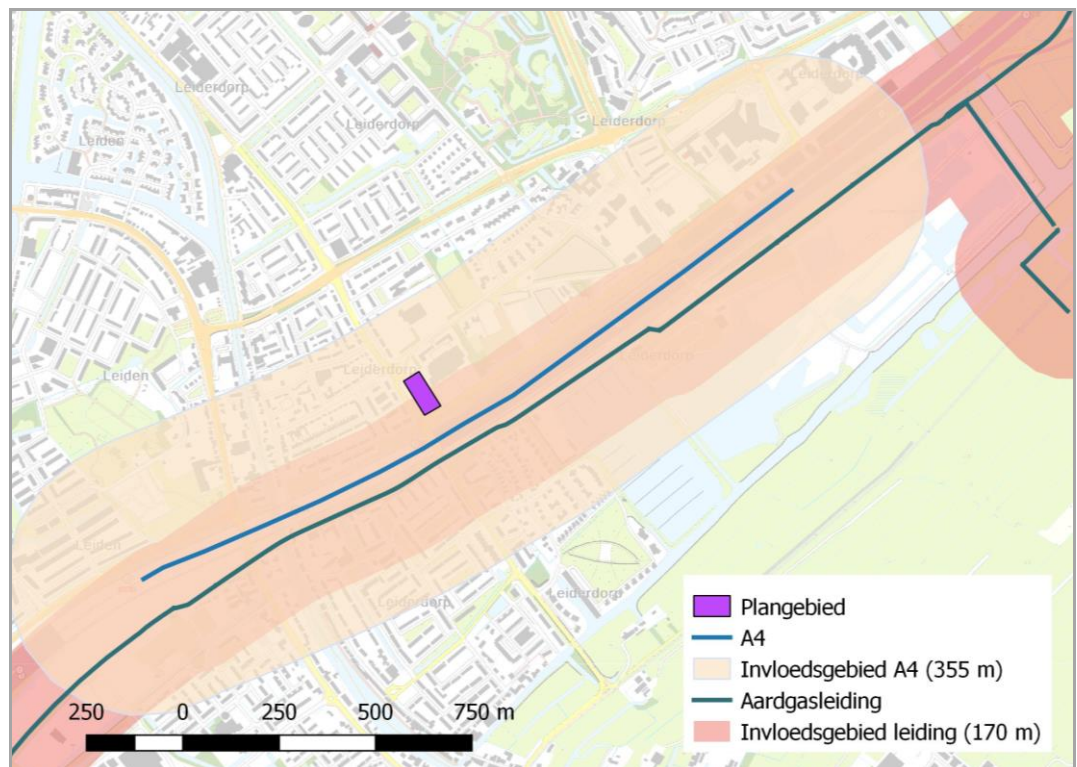 Leiderdorp
Leiderdorp
Leiderdorp
Leiderdorp
Leiden
Leiderdorp
Leiderdorp
Leiden
Leiden
Leiderdorp
Leiderdorp
Plangebied
A4
Invloedsgebied A4 (355 m)
Aardgasleiding
Invloedsgebied leiding (170 m)
250 0 250 500 750 m